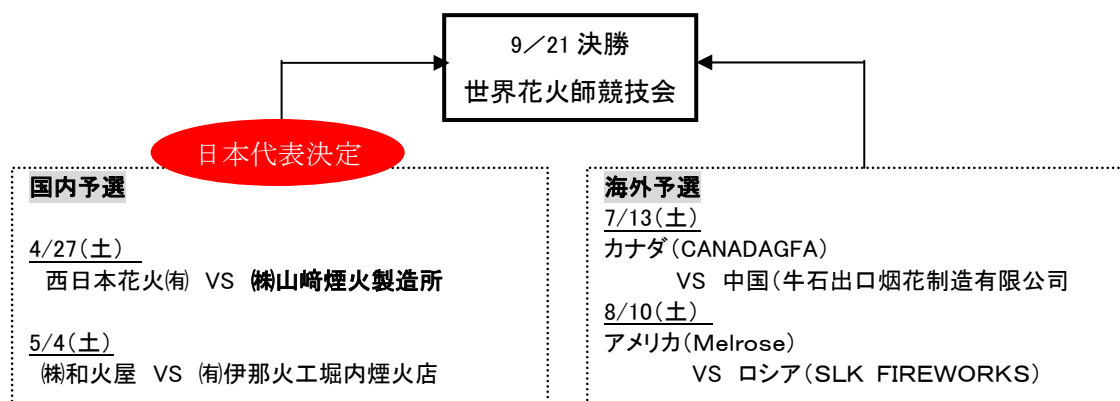 9／21 決勝
世界花火師競技会
日本代表決定
国内予選
4/27(土)
西日本花火㈲ VS ㈱山﨑煙火製造所
5/4(土)
㈱和火屋 VS ㈲伊那火工堀内煙火店
海外予選
7/13(土)
カナダ(CANADAGFA)
VS 中国(牛石出口烟花制造有限公司
8/10(土)
アメリカ(Melrose)
VS ロシア(SLK FIREWORKS)